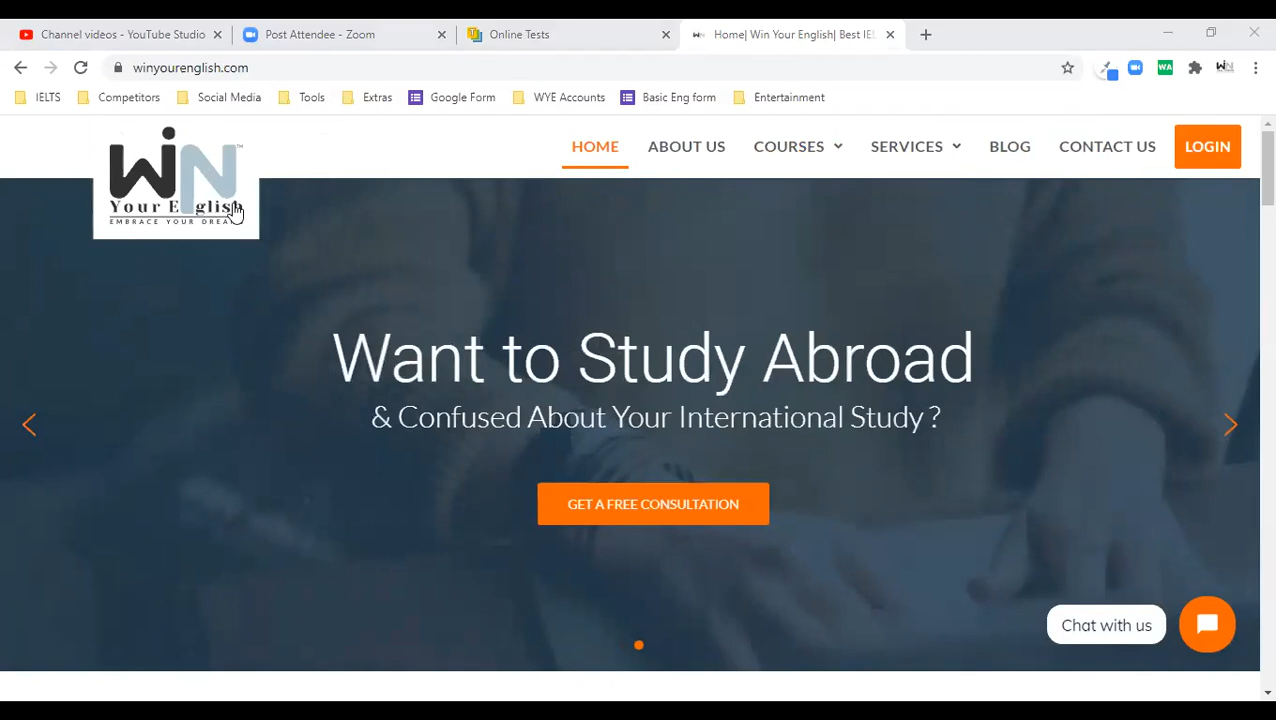 Channel videos - YouTube Studio
Post Attendee - Zoom
Online Tests
Home| Win Your English| Best IEL
winyourenglish.com
WA
WiN
IELTS
Competitors
Social Media
Tools
Extras
Google Form
WYE Accounts
Basic Eng form
Entertainment
WiN™
Your English
EMBRACE YOUR DREA
HOME
ABOUT US
COURSES
SERVICES
BLOG
CONTACT US
LOGIN
Want to Study Abroad
& Confused About Your International Study ?
GET A FREE CONSULTATION
Chat with us